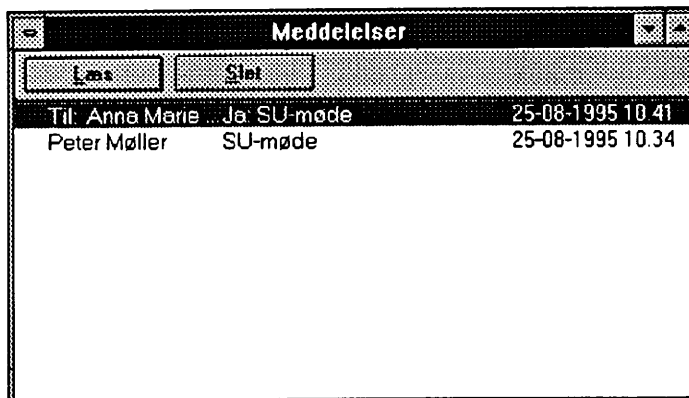 Meddelelser
Læs Slet
Til: Anna Marie ... Ja: SU-møde 25-08-1995 10.41
Peter Møller SU-møde 25-08-1995 10.34